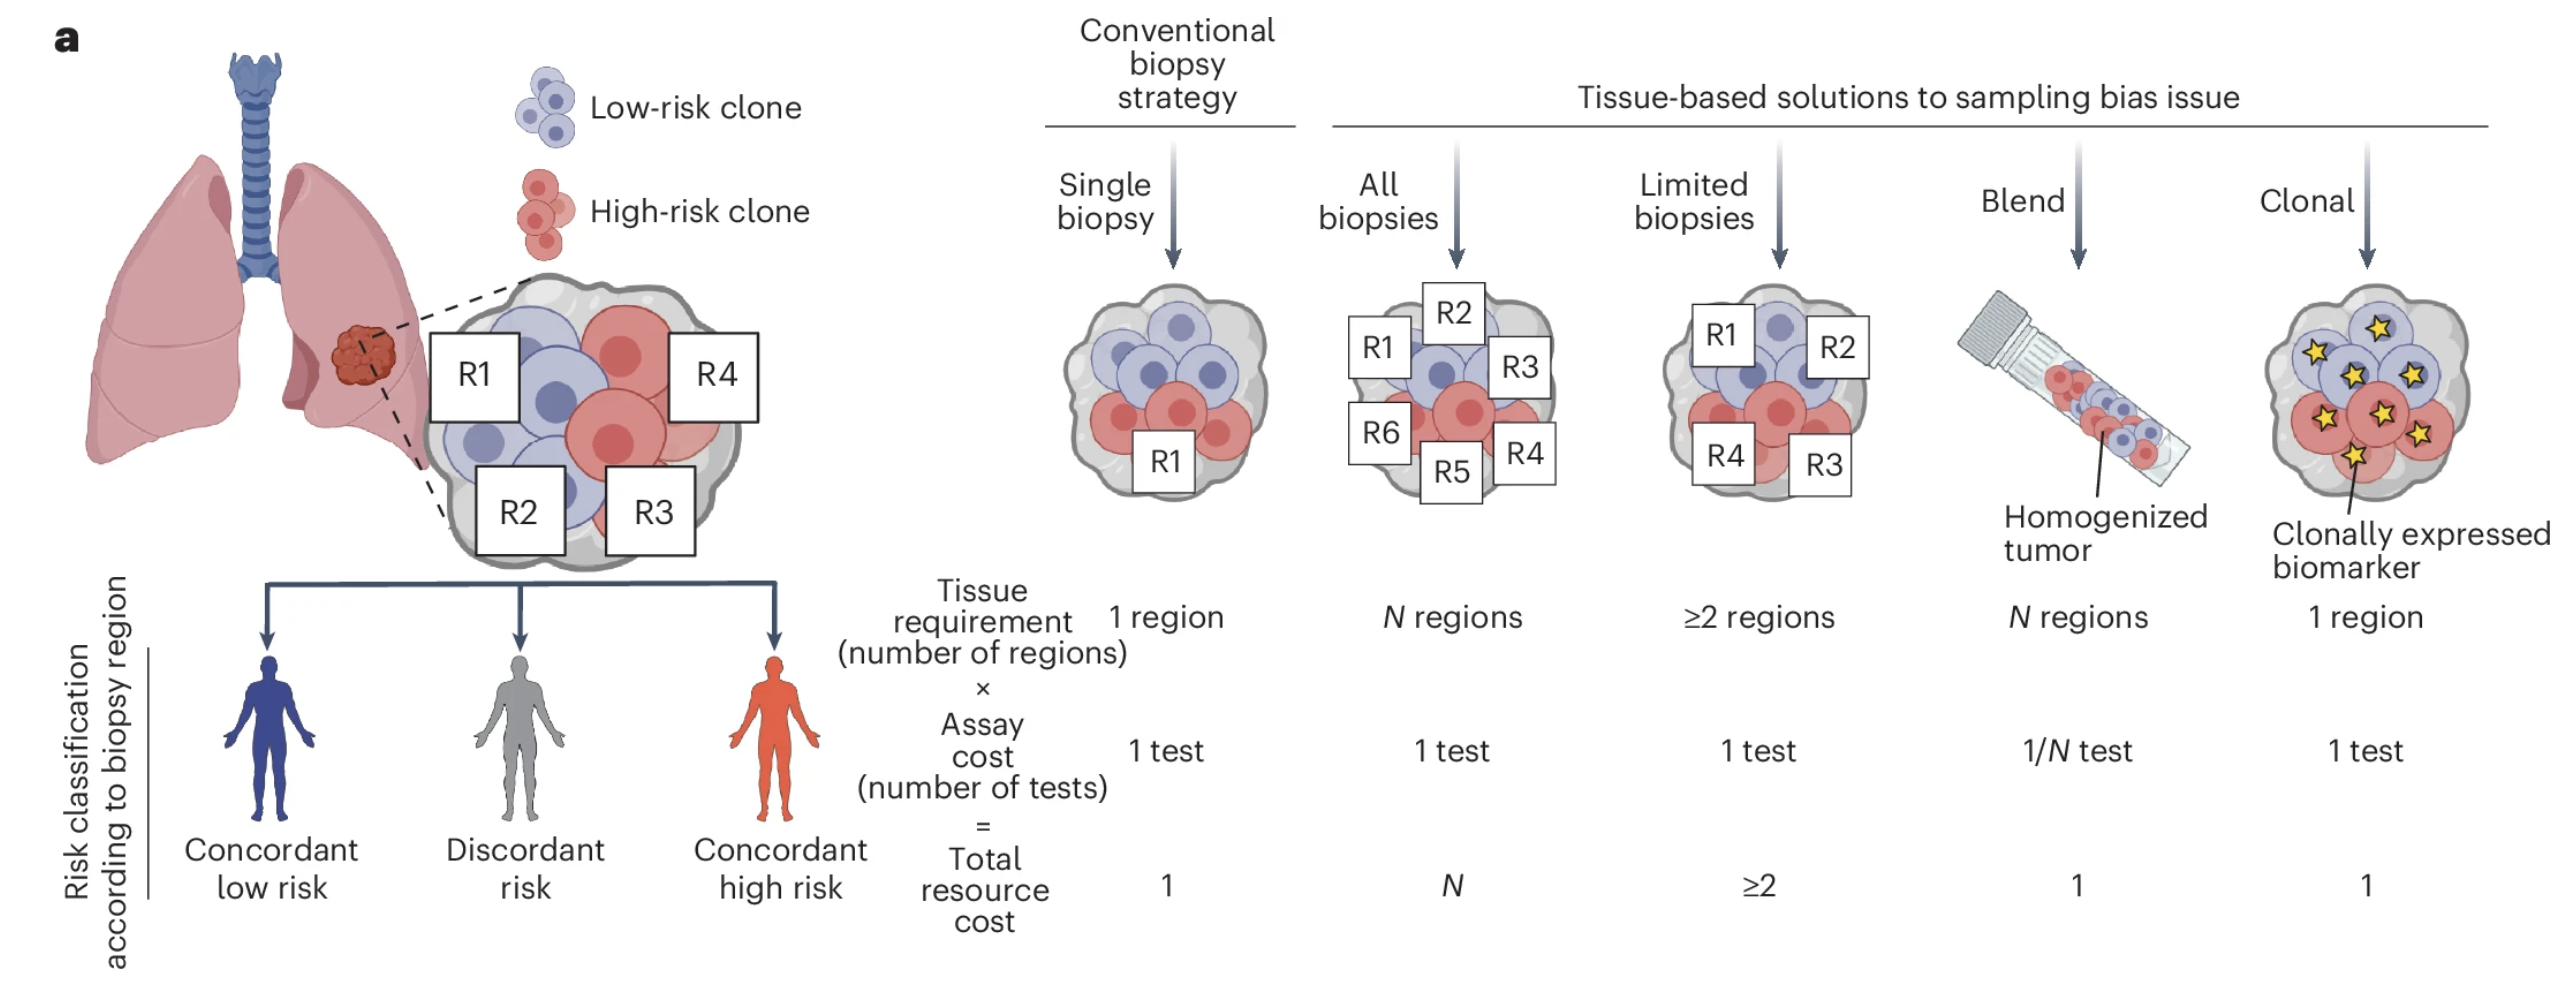 a
Low-risk clone
High-risk clone
R1
R4
R2
R3
Risk classification
according to biopsy region
Concordant
low risk
Discordant
risk
Concordant
high risk
Conventional
biopsy
strategy
Tissue-based solutions to sampling bias issue
Single
biopsy
All
biopsies
Limited
biopsies
Blend
Clonal
R1
R1
R2
R3
R6
R5
R4
R1
R2
R4
R3
Homogenized
tumor
Clonally expressed
biomarker
Tissue
requirement
(number of regions)
1 region
N regions
≥2 regions
N regions
1 region
×
Assay
cost
(number of tests)
1 test
1 test
1 test
1/N test
1 test
=
Total
resource
cost
1
N
≥2
1
1